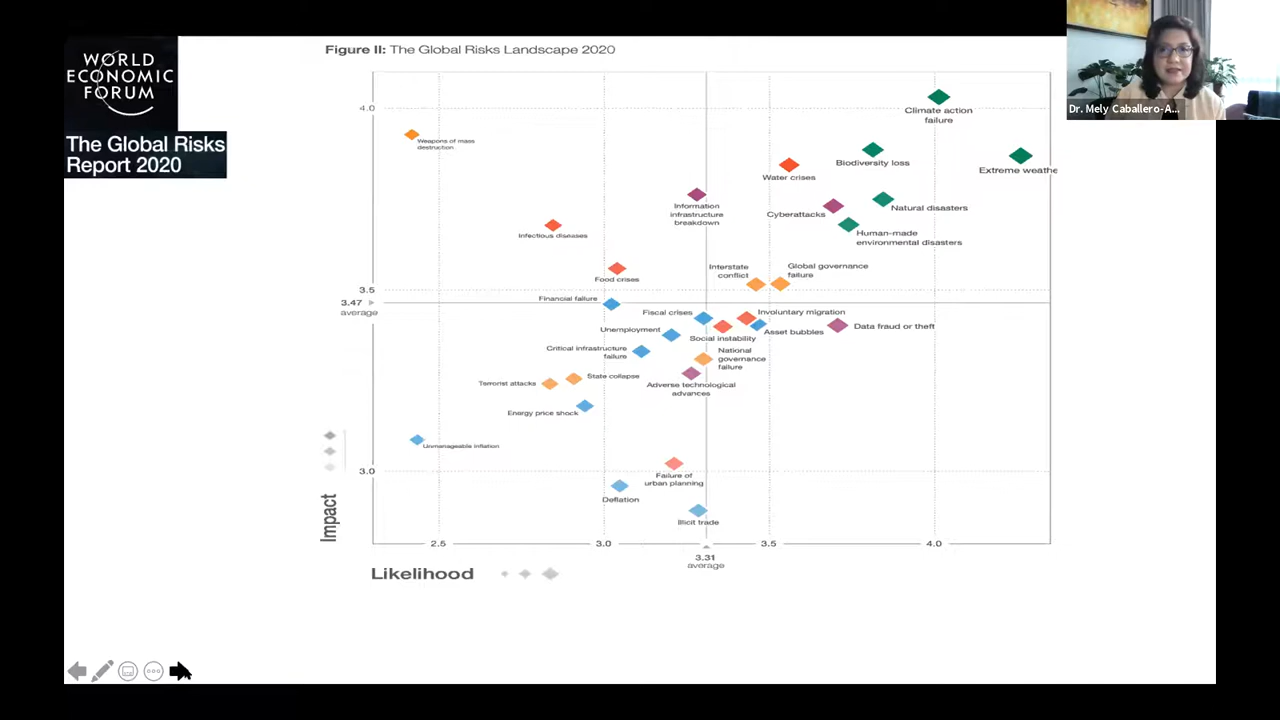 WORLD
ECONOMIC
FORUM
The Global Risks
Report 2020
Figure II: The Global Risks Landscape 2020
Dr. Mely Caballero-A...
4.0
Climate action
failure
Weapons of mass
destruction
Biodiversity loss
Extreme weathe
Water crises
Information
infrastructure
breakdown
Cyberattacks
Natural disasters
Human-made
environmental disasters
Infectious diseases
Food crises
Interstate
conflict
Global governance
failure
3.5
3.47
average
Financial failure
Fiscal crises
Involuntary migration
Unemployment
Social instability
Asset bubbles
Data fraud or theft
Critical infrastructure
failure
National
governance
failure
Terrorist attacks
State collapse
Adverse technological
advances
Energy price shock
Unmanageable inflation
3.0
Failure of
urban planning
Deflation
Illicit trade
Impact
2.5
3.0
3.5
4.0
3.31
average
Likelihood